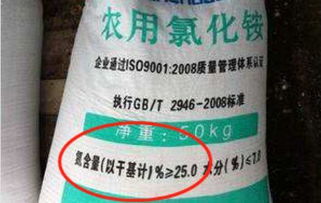 农用氯化铵
企业通过ISO9001:2008质量管理体系认证
执行GB/T 2946-2008标准
净重:50kg
氮含量(以干基计)%≥25.0 水分(%)≤7.0